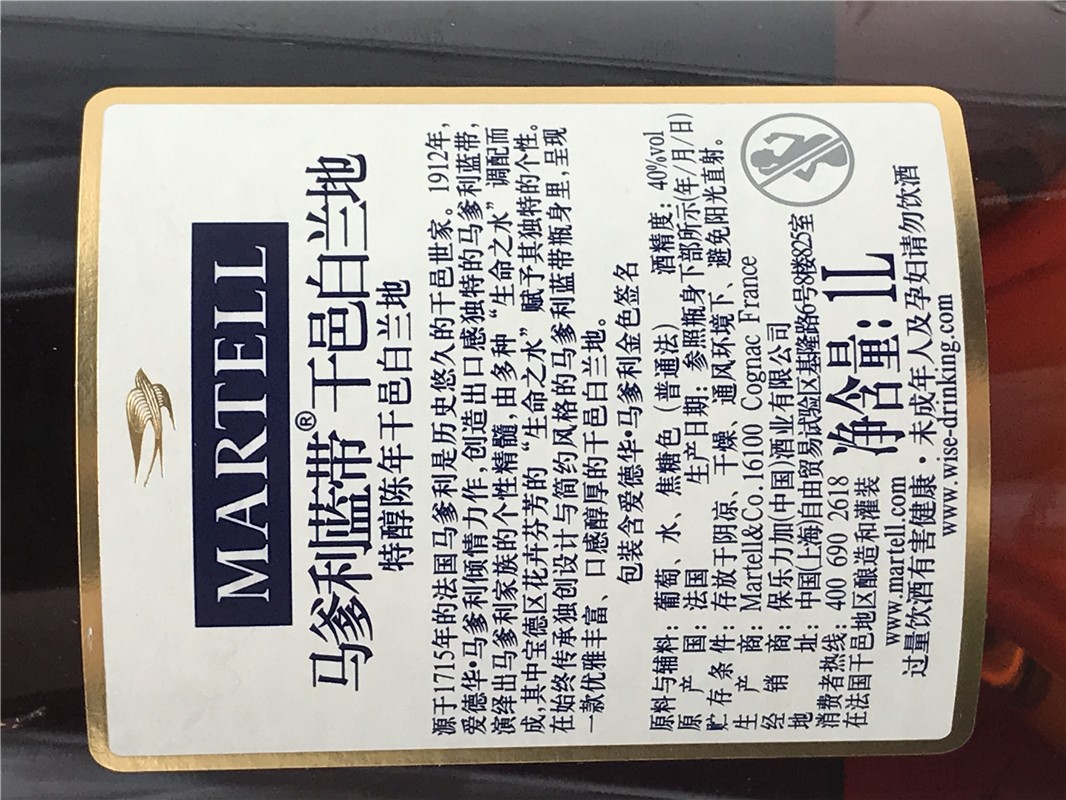 MARTELL
马爹利蓝带®干邑白兰地
特醇陈年干邑白兰地
源于1715年的法国马爹利是历史悠久的干邑世家。1912年，
爱德华•马爹利倾情力作,创造出口感独特的马爹利蓝带，
演绎出马爹利家族的个性精髓,由多种“生命之水”调配而
成,其中宝德区花卉芬芳的“生命之水”赋予其独特的个性。
在始终传承独创设计与简约风格的马爹利蓝带瓶身里,呈现
一款优雅丰富、口感醇厚的干邑白兰地。
包装含爱德华•马爹利金色签名
原料与辅料：葡萄、水、焦糖色（普通法） 酒精度：40%vol
原产国：法国 生产日期：参照瓶身下部所示(年/月/日)
贮存条件：存放于阴凉、干燥、通风环境下、避免阳光直射。
生产商：Martell&Co.16100 Cognac France
经销商：保乐力加(中国)酒业有限公司
地址：中国(上海)自由贸易试验区基隆路6号8楼825室
消费者热线：400 690 2618
在法国干邑地区酿造和灌装
净含量：1L
www.martell.com
过量饮酒有害健康•未成年人及孕妇请勿饮酒
www.wise-drinking.com